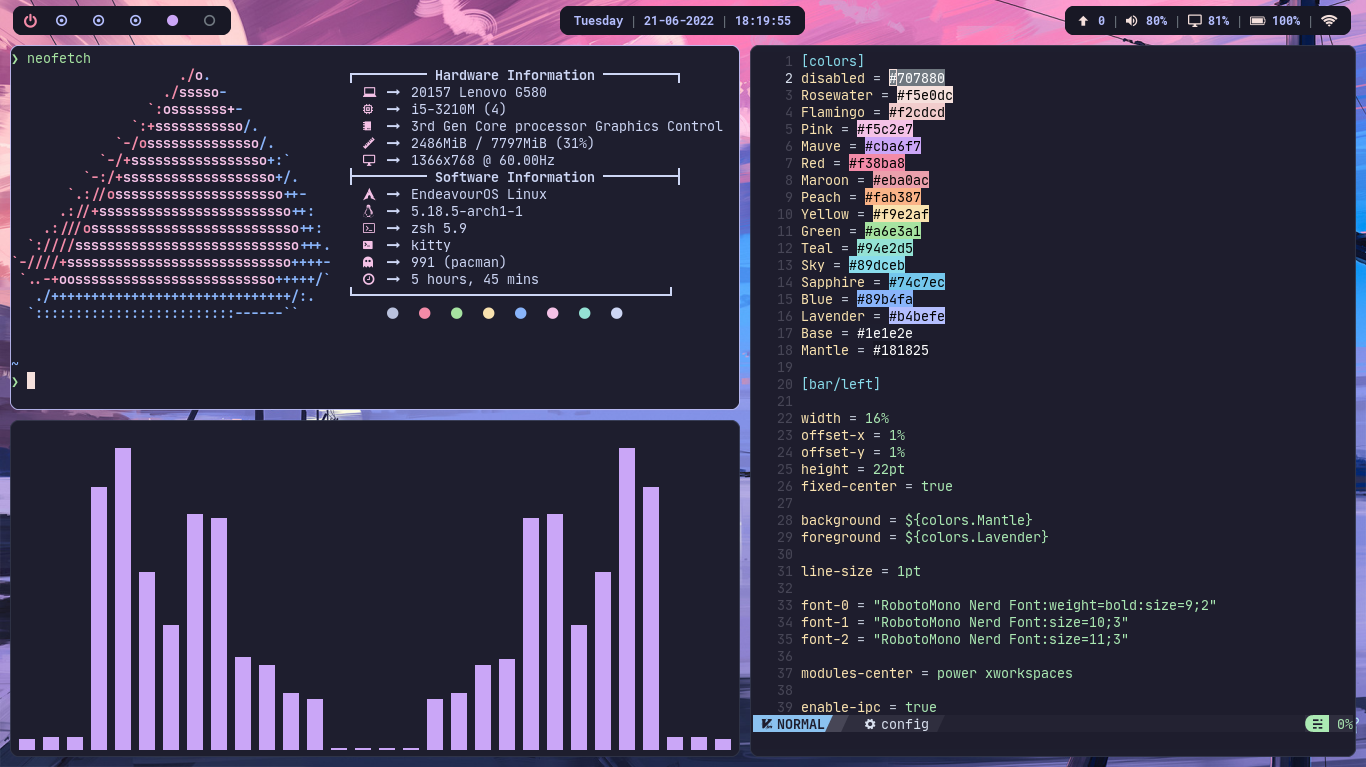 Tuesday | 21-06-2022 | 18:19:55
0 | 80% | 81% | 100% |
❯ neofetch
./o.
./sssso-
`:osssssss+-
`:+sssssssssso/.
`-/ossssssssssssso/.
`-/+sssssssssssssssso+:`
`-:/+sssssssssssssssssso+/.
`.://osssssssssssssssssssso++-
.://+ssssssssssssssssssssssso++:
.:///ossssssssssssssssssssssssso++:
`:////ssssssssssssssssssssssssssso+++.
`-////+ssssssssssssssssssssssssssso++++-
`..-+oosssssssssssssssssssssssso+++++/`
./++++++++++++++++++++++++++++++/:.
`:::::::::::::::::::::::::------``
Hardware Information
20157 Lenovo G580
i5-3210M (4)
3rd Gen Core processor Graphics Control
2486MiB / 7797MiB (31%)
1366x768 @ 60.00Hz
Software Information
EndeavourOS Linux
5.18.5-arch1-1
zsh 5.9
kitty
991 (pacman)
5 hours, 45 mins
~
❯
1 [colors]
2 disabled = #707880
3 Rosewater = #f5e0dc
4 Flamingo = #f2cdcd
5 Pink = #f5c2e7
6 Mauve = #cba6f7
7 Red = #f38ba8
8 Maroon = #eba0ac
9 Peach = #fab387
10 Yellow = #f9e2af
11 Green = #a6e3a1
12 Teal = #94e2d5
13 Sky = #89dceb
14 Sapphire = #74c7ec
15 Blue = #89b4fa
16 Lavender = #b4befe
17 Base = #1e1e2e
18 Mantle = #181825
19
20 [bar/left]
21
22 width = 16%
23 offset-x = 1%
24 offset-y = 1%
25 height = 22pt
26 fixed-center = true
27
28 background = ${colors.Mantle}
29 foreground = ${colors.Lavender}
30
31 line-size = 1pt
32
33 font-0 = "RobotoMono Nerd Font:weight=bold:size=9;2"
34 font-1 = "RobotoMono Nerd Font:size=10;3"
35 font-2 = "RobotoMono Nerd Font:size=11;3"
36
37 modules-center = power xworkspaces
38
39 enable-ipc = true
NORMAL config 0%